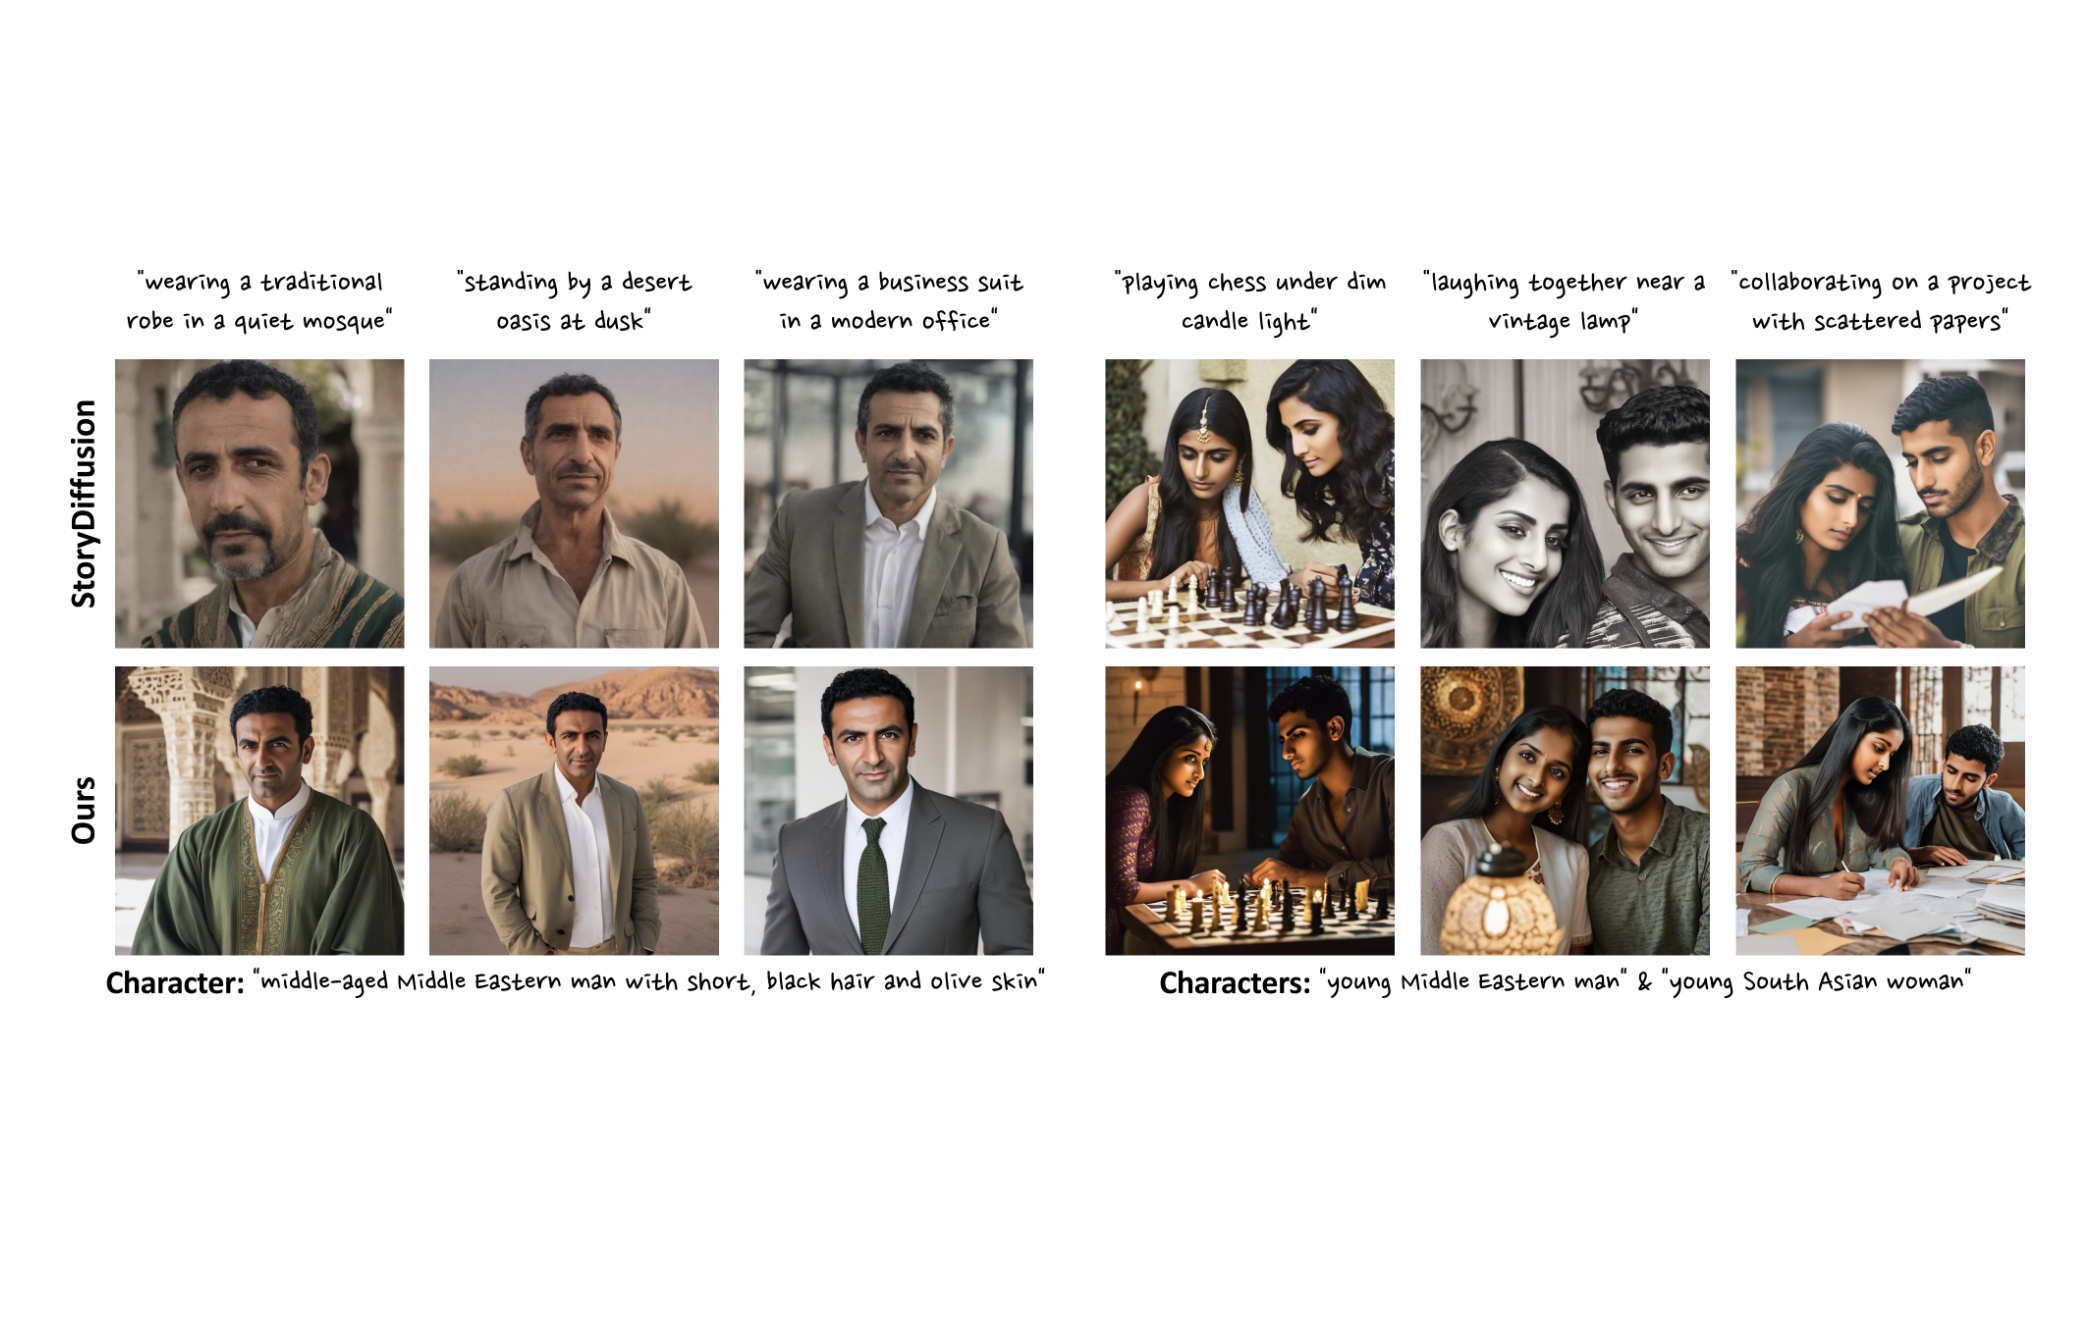 "wearing a traditional
robe in a quiet mosque"
"standing by a desert
oasis at dusk"
"wearing a business suit
in a modern office"
"playing chess under dim
candle light"
"laughing together near a
vintage lamp"
"collaborating on a project
with scattered papers"
StoryDiffusion
Ours
Character: "middle-aged Middle Eastern man with short, black hair and olive skin"
Characters: "young Middle Eastern man" & "young South Asian woman"